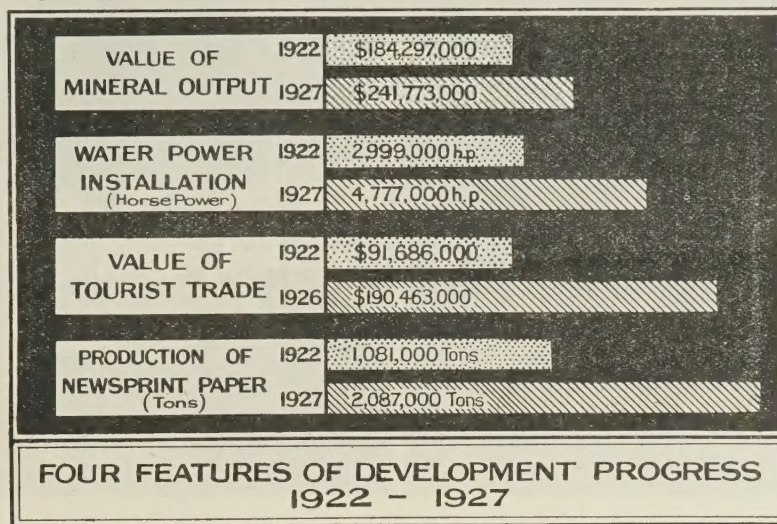 VALUE OF
MINERAL OUTPUT
1922 $184,297,000
1927 $241,773,000
WATER POWER
INSTALLATION
(Horse Power)
1922 2,999,000 h.p.
1927 4,777,000 h.p
VALUE OF
TOURIST TRADE
1922 $91,686,000
1926 $190,463,000
PRODUCTION OF
NEWSPRINT PAPER
(Tons)
1922 1,081,000 Tons
1927 2,087,000 Tons
FOUR FEATURES OF DEVELOPMENT PROGRESS
1922 - 1927